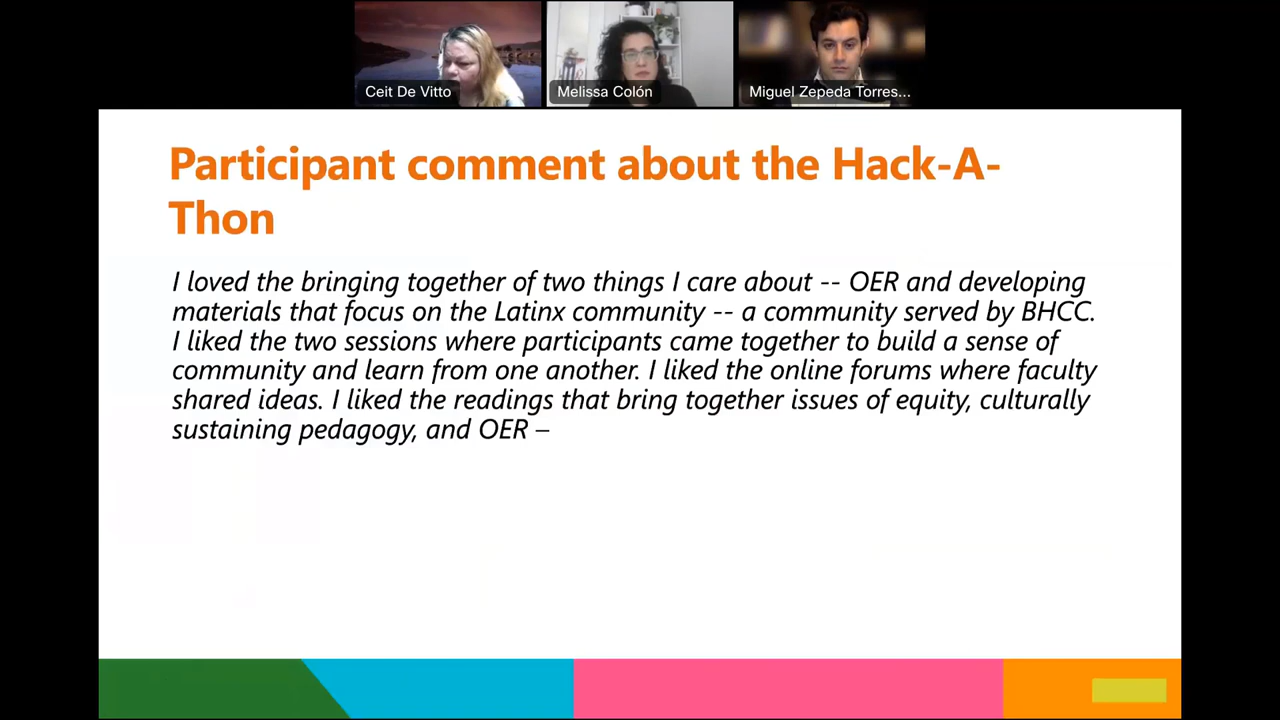 Ceit De Vitto
Melissa Colón
Miguel Zepeda Torres...
Participant comment about the Hack-A-
Thon
I loved the bringing together of two things I care about -- OER and developing
materials that focus on the Latinx community -- a community served by BHCC.
I liked the two sessions where participants came together to build a sense of
community and learn from one another. I liked the online forums where faculty
shared ideas. I liked the readings that bring together issues of equity, culturally
sustaining pedagogy, and OER –